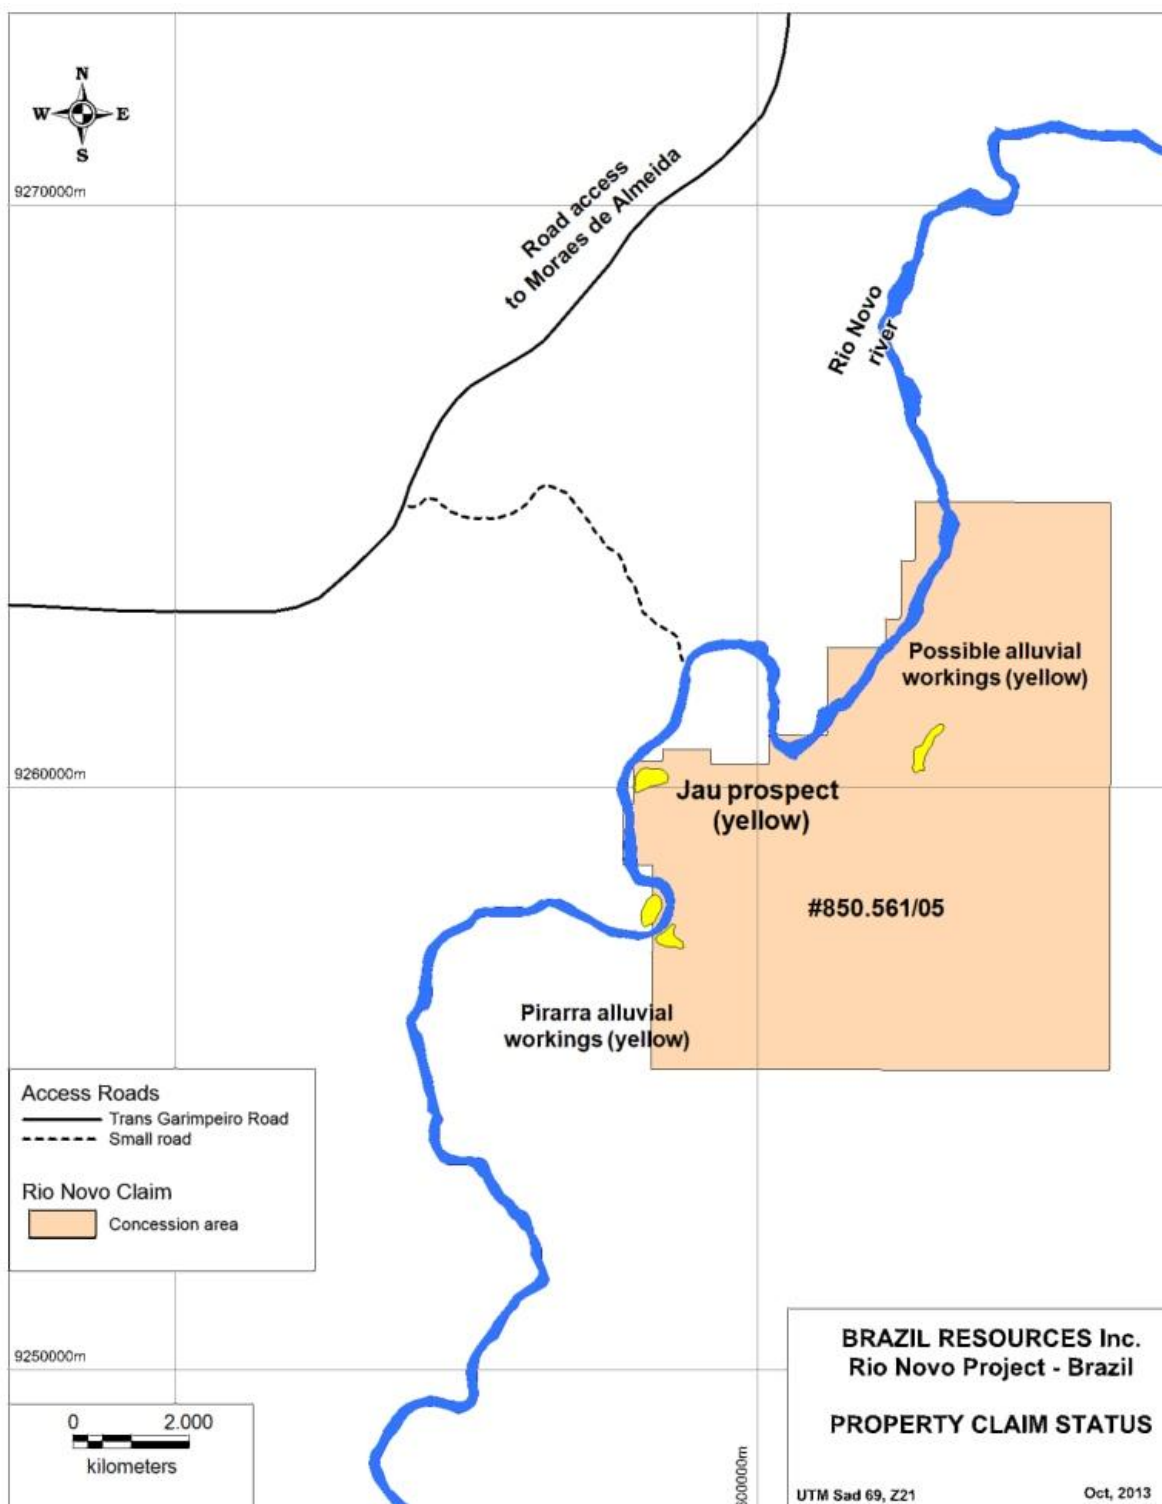 N
W E
S
9270000m
Road access
to Moraes de Almeida
Rio Novo
river
Possible alluvial
workings (yellow)
9260000m
Jau prospect
(yellow)
#850.561/05
Pirarra alluvial
workings (yellow)
Access Roads
Trans Garimpeiro Road
Small road
Rio Novo Claim
Concession area
9250000m
0 2.000
kilometers
BRAZIL RESOURCES Inc.
Rio Novo Project - Brazil
PROPERTY CLAIM STATUS
UTM Sad 69, Z21 Oct, 2013